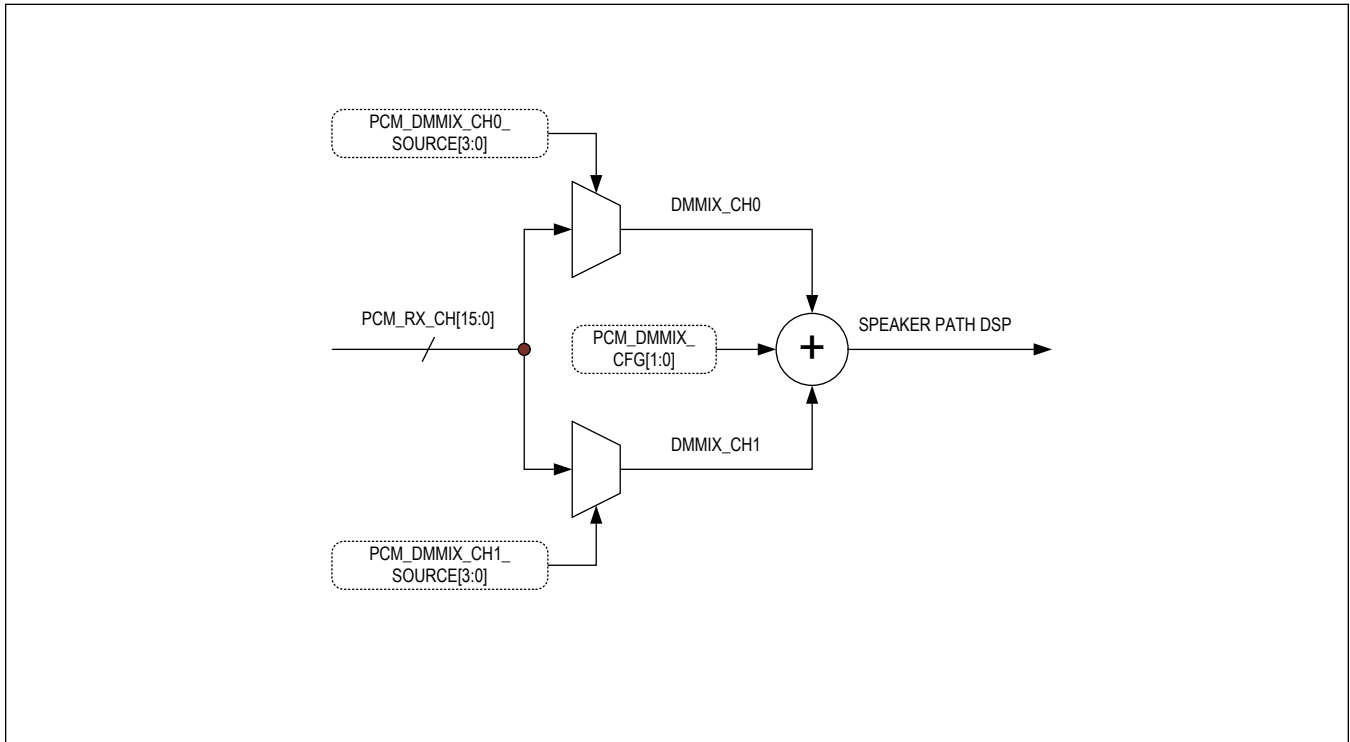 PCM_DMMIX_CH0_
SOURCE[3:0]
DMMIX_CH0
PCM_RX_CH[15:0]
PCM_DMMIX_
CFG[1:0]
+
SPEAKER PATH DSP
DMMIX_CH1
PCM_DMMIX_CH1_
SOURCE[3:0]